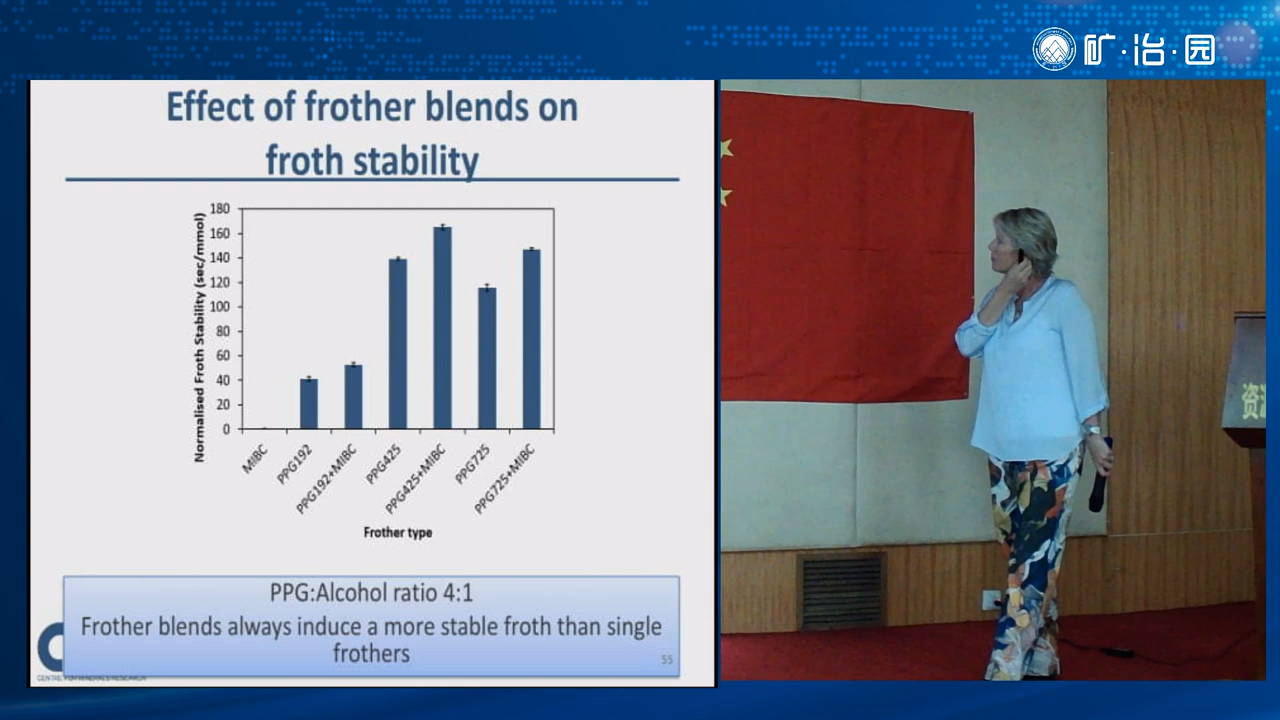 矿·冶·园
Effect of frother blends on
froth stability
Normalised Froth Stability (sec/mmol)
180
160
140
120
100
80
60
40
20
0
MIBC
PPG192
PPG192+MIBC
PPG425
PPG425+MIBC
PPG725
PPG725+MIBC
Frother type
PPG:Alcohol ratio 4:1
Frother blends always induce a more stable froth than single
frothers
55
资源